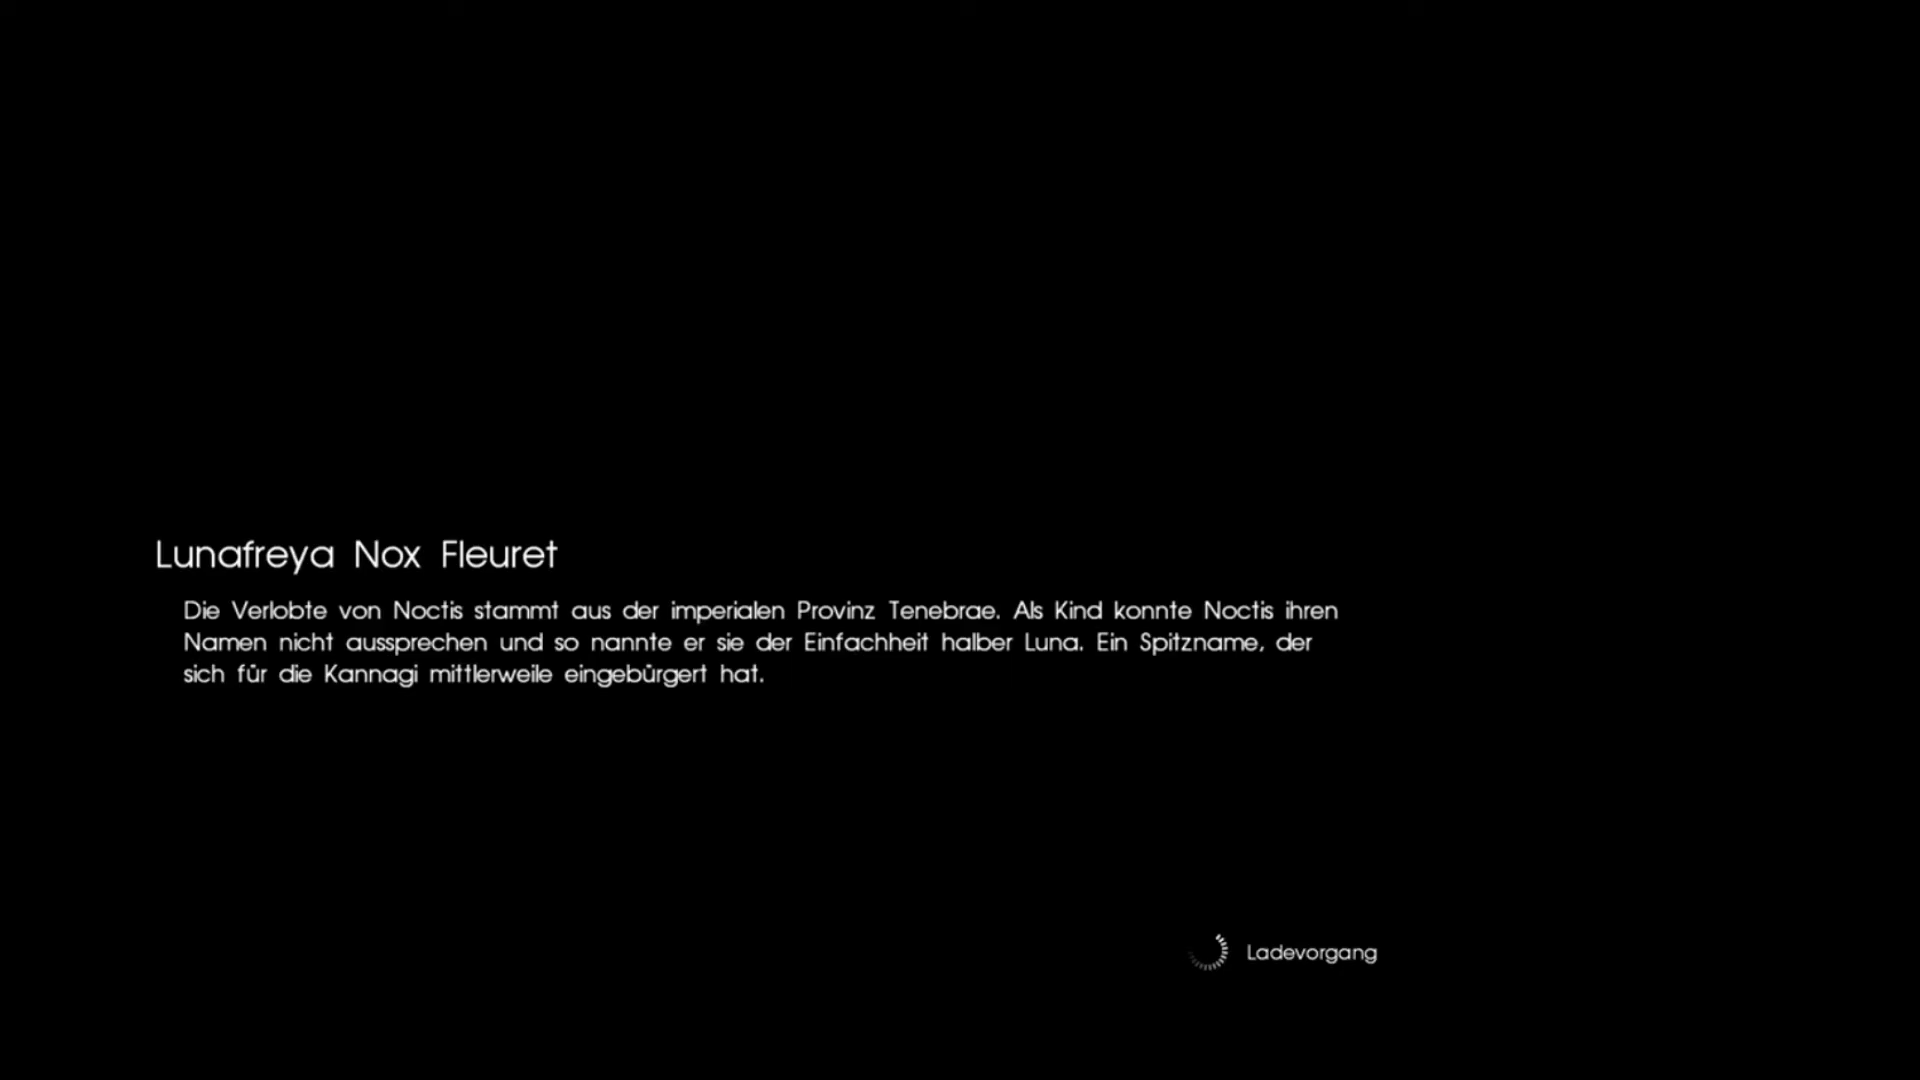 Lunafreya Nox Fleuret
Die Verlobte von Noctis stammt aus der imperialen Provinz Tenebrae. Als Kind konnte Noctis ihren
Namen nicht aussprechen und so nannte er sie der Einfachheit halber Luna. Ein Spitzname, der
sich für die Kannagi mittlerweile eingebürgert hat.
Ladevorgang